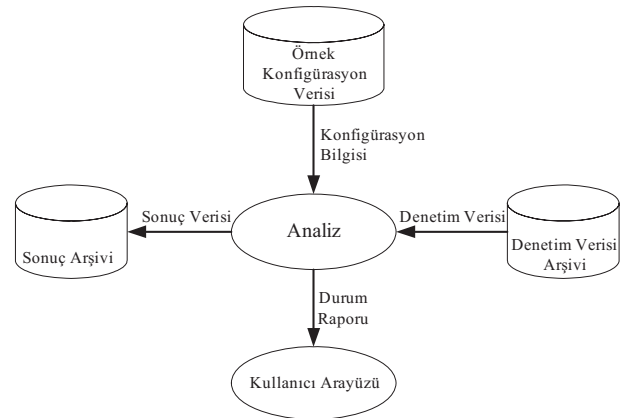 Örnek
Konfigürasyon
Verisi
Konfigürasyon
Bilgisi
Sonuç Verisi
Analiz
Denetim Verisi
Sonuç Arşivi
Denetim Verisi
Arşivi
Durum
Raporu
Kullanıcı Arayüzü